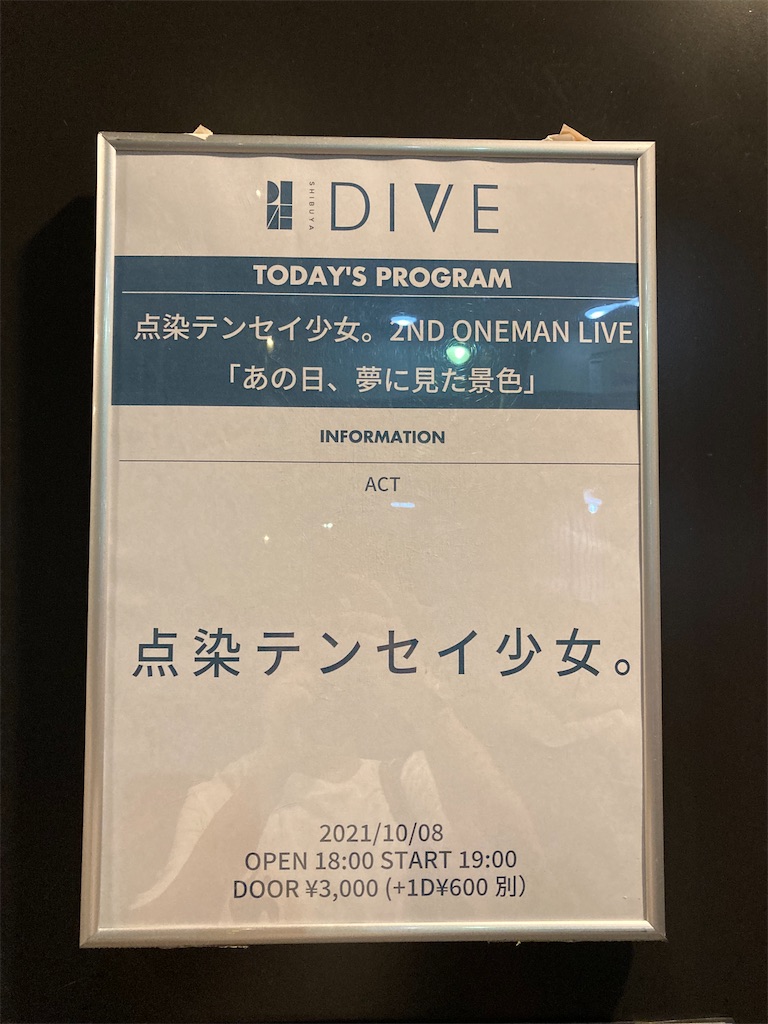 SHIBUYA
DIVE
TODAY'S PROGRAM
点染テンセイ少女。2ND ONEMAN LIVE
「あの日、夢に見た景色」
INFORMATION
ACT
点染テンセイ少女。
2021/10/08
OPEN 18:00 START 19:00
DOOR ¥3,000 (+1D¥600 別）